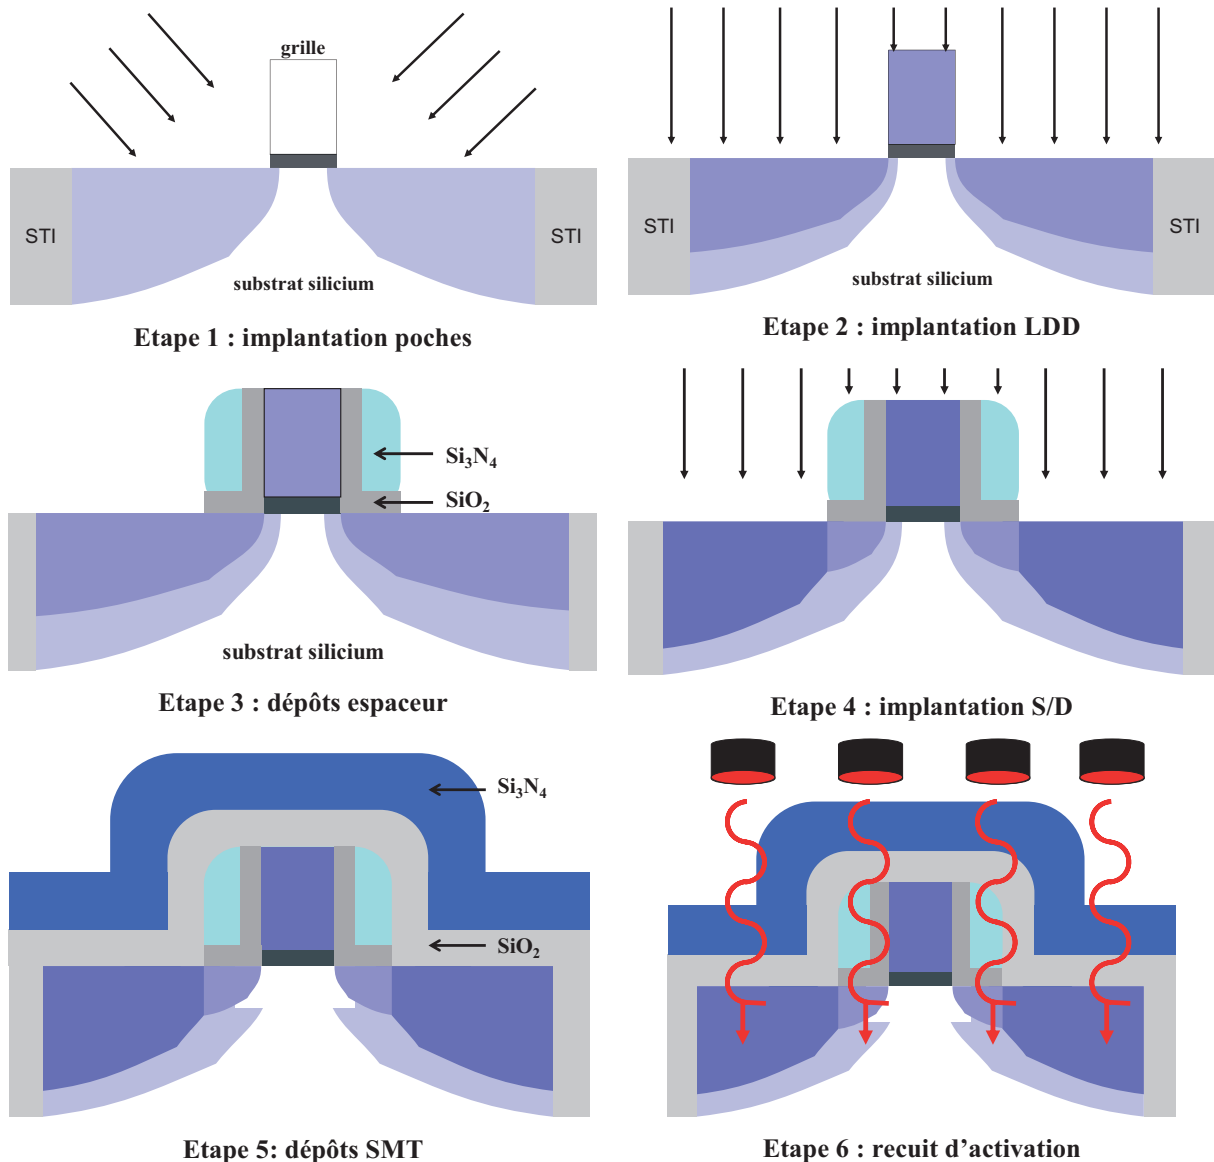 grille
STI
STI
substrat silicium
Etape 1 : implantation poches
STI
STI
substrat silicium
Etape 2 : implantation LDD
Si₃N₄
SiO₂
substrat silicium
Etape 3 : dépôts espaceur
Etape 4 : implantation S/D
Si₃N₄
SiO₂
Etape 5: dépôts SMT
Etape 6 : recuit d'activation